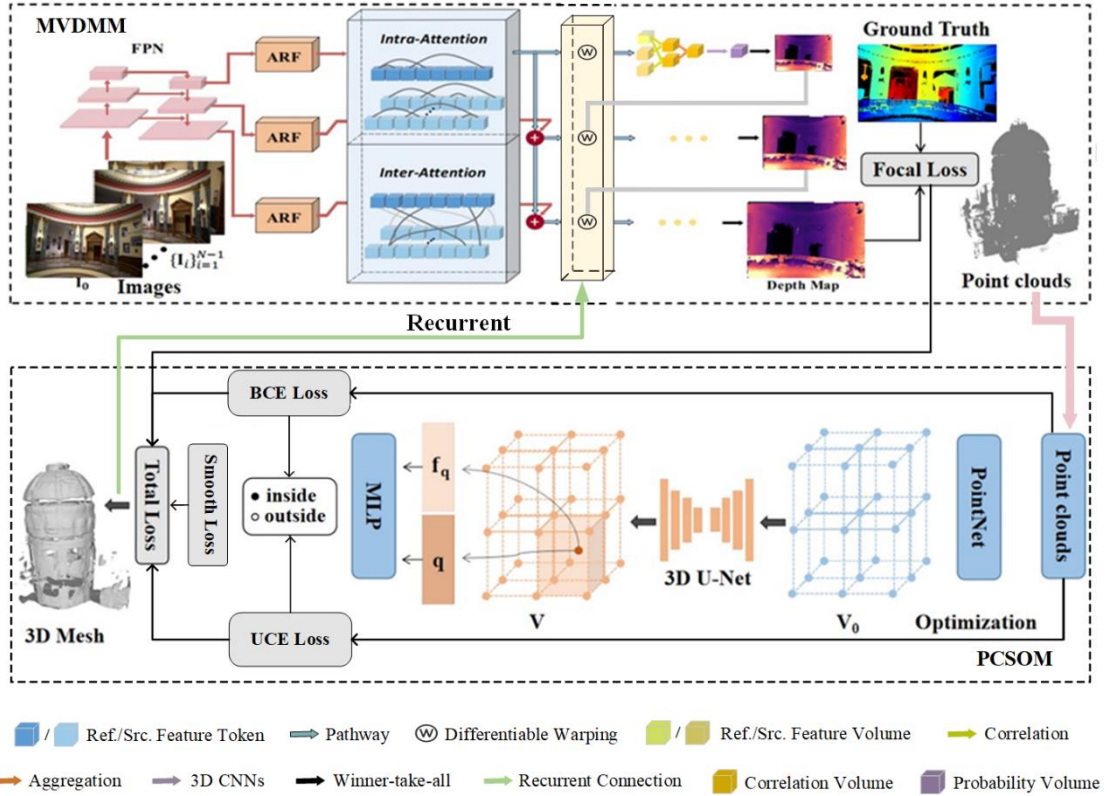 MVDMM
FPN
ARF
ARF
ARF
Intra-Attention
Inter-Attention
I₀
{Iᵢ}ᵢ₌₁ᴺ⁻¹
Images
W
W
W
Depth Map
Ground Truth
Focal Loss
Point clouds
Recurrent
BCE Loss
Total Loss
Smooth Loss
inside
outside
UCE Loss
3D Mesh
MLP
f_q
q
V
3D U-Net
V₀
PointNet
Point clouds
Optimization
PCSOM
/ Ref./Src. Feature Token
Pathway
W Differentiable Warping
/ Ref./Src. Feature Volume
Correlation
Aggregation
3D CNNs
Winner-take-all
Recurrent Connection
Correlation Volume
Probability Volume